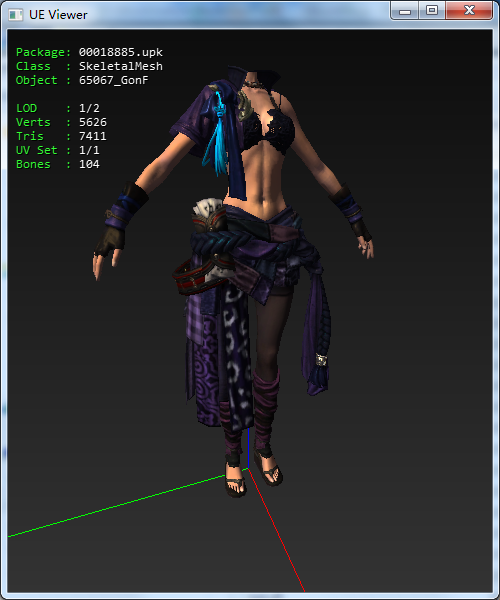 UE Viewer
Package: 00018885.upk
Class  : SkeletalMesh
Object : 65067_GonF
LOD    : 1/2
Verts  : 5626
Tris   : 7411
UV Set : 1/1
Bones  : 104